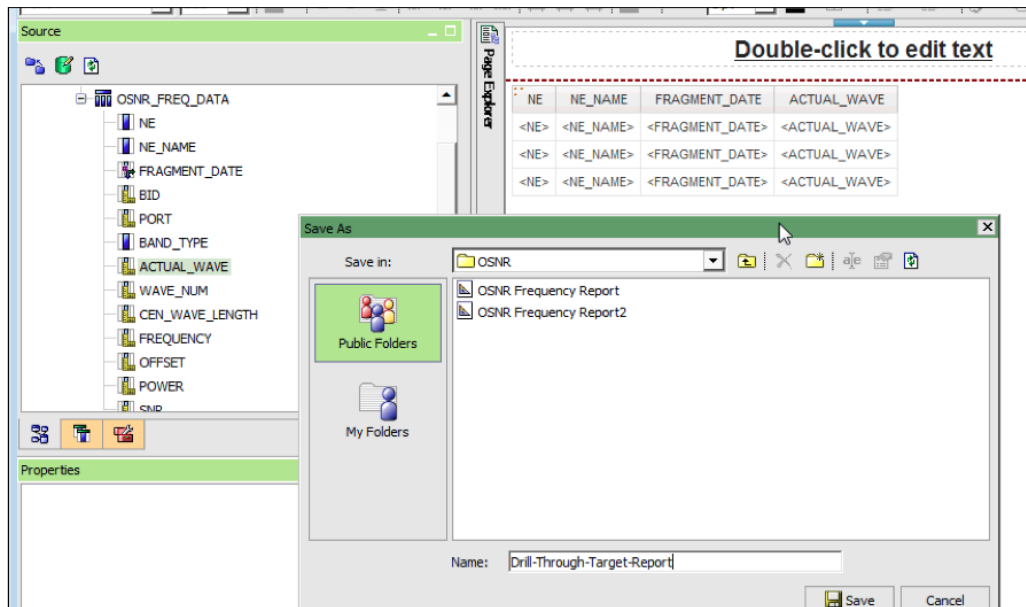 Source
OSNR_FREQ_DATA
NE
NE_NAME
FRAGMENT_DATE
BID
PORT
BAND_TYPE
ACTUAL_WAVE
WAVE_NUM
CEN_WAVE_LENGTH
FREQUENCY
OFFSET
POWER
SNR
Properties
Page Explorer
Double-click to edit text
NE NE_NAME FRAGMENT_DATE ACTUAL_WAVE
<NE> <NE_NAME> <FRAGMENT_DATE> <ACTUAL_WAVE>
<NE> <NE_NAME> <FRAGMENT_DATE> <ACTUAL_WAVE>
<NE> <NE_NAME> <FRAGMENT_DATE> <ACTUAL_WAVE>
Save As
Save in: OSNR
Public Folders
My Folders
OSNR Frequency Report
OSNR Frequency Report2
Name: Drill-Through-Target-Report
Save Cancel